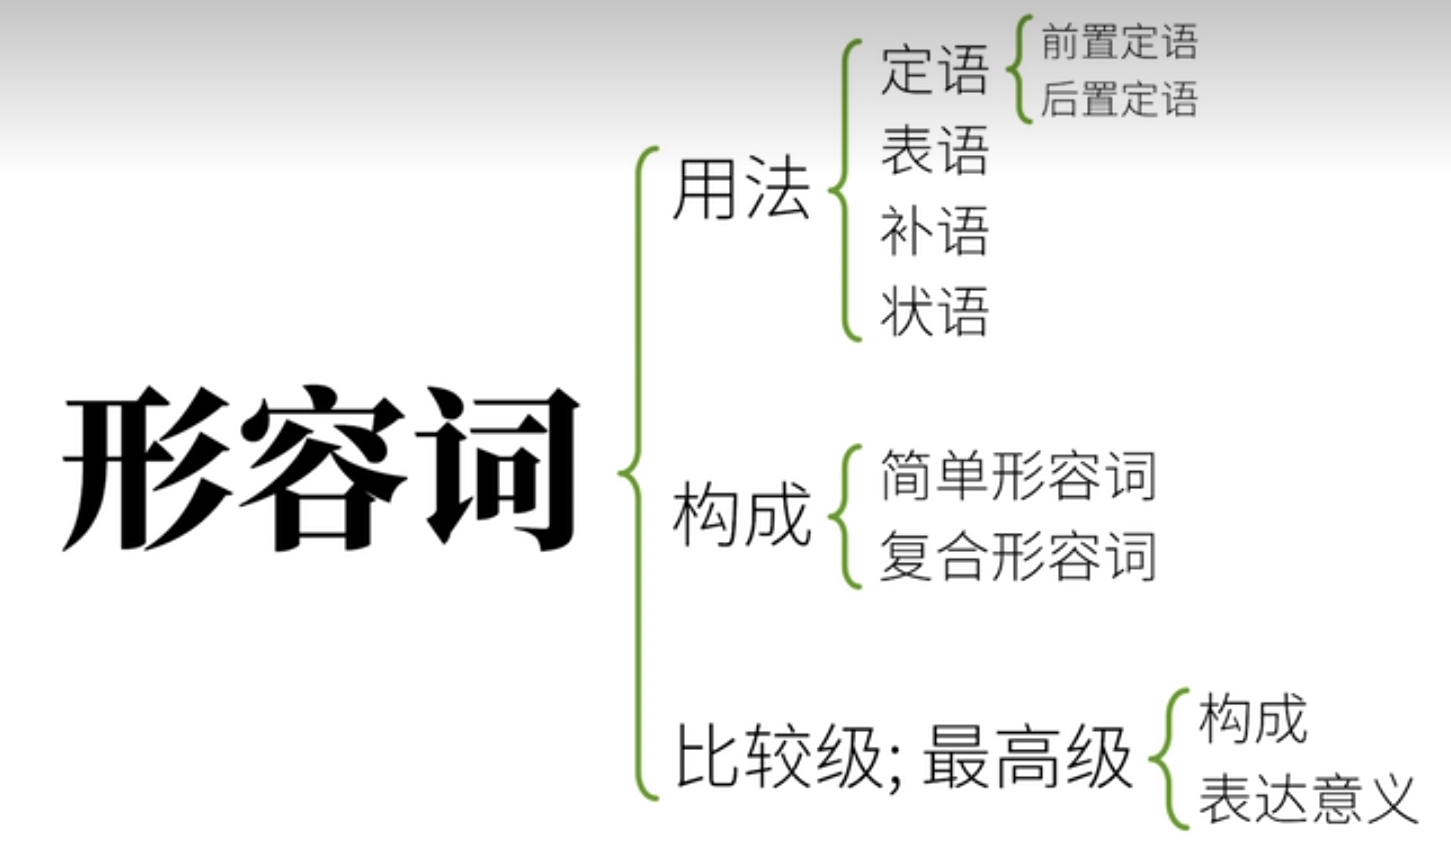 形容词
用法
定语
前置定语
后置定语
表语
补语
状语
构成
简单形容词
复合形容词
比较级; 最高级
构成
表达意义